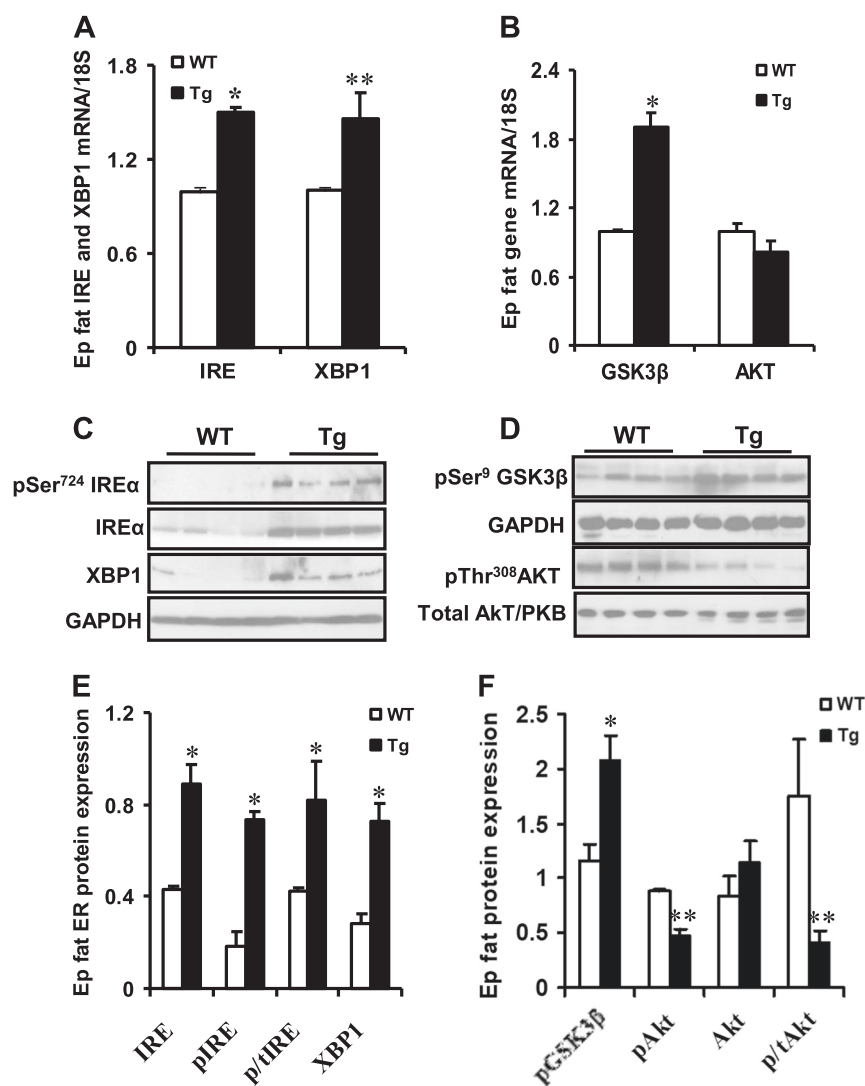 A
Ep fat IRE and XBP1 mRNA/18S
1.8
1.2
0.6
0
WT
Tg
*
**
IRE
XBP1
B
Ep fat gene mRNA/18S
2.4
1.8
1.2
0.6
0
WT
Tg
*
GSK3β
AKT
C
WT
Tg
pSer724 IREα
IREα
XBP1
GAPDH
D
WT
Tg
pSer9 GSK3β
GAPDH
pThr308AKT
Total AkT/PKB
E
Ep fat ER protein expression
1.2
0.8
0.4
0
WT
Tg
*
*
*
*
IRE
pIRE
p/tIRE
XBP1
F
Ep fat protein expression
2.5
2
1.5
1
0.5
0
WT
Tg
*
**
**
pGSK3β
pAkt
Akt
p/tAkt